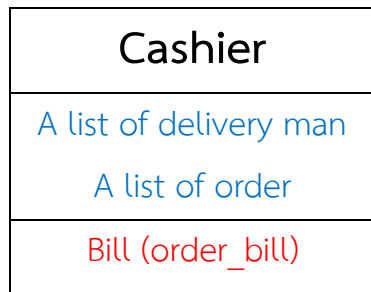 Cashier
A list of delivery man
A list of order
Bill (order_bill)